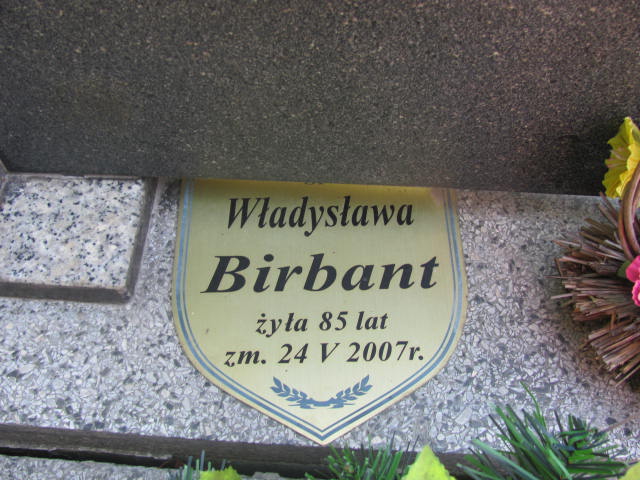 Władysława
Birbant
żyła 85 lat
zm. 24 V 2007r.